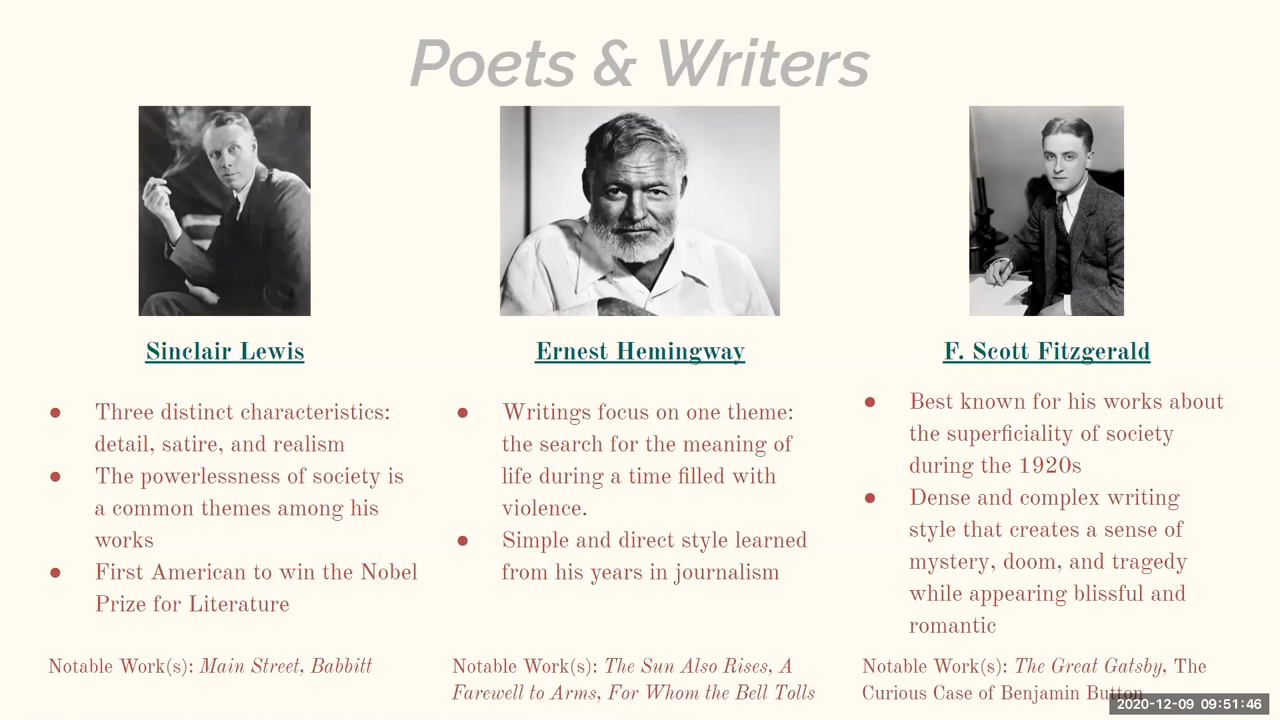 Poets & Writers
Sinclair Lewis
● Three distinct characteristics:
detail, satire, and realism
● The powerlessness of society is
a common themes among his
works
● First American to win the Nobel
Prize for Literature
Notable Work(s): Main Street, Babbitt
Ernest Hemingway
● Writings focus on one theme:
the search for the meaning of
life during a time filled with
violence.
● Simple and direct style learned
from his years in journalism
Notable Work(s): The Sun Also Rises, A
Farewell to Arms, For Whom the Bell Tolls
F. Scott Fitzgerald
● Best known for his works about
the superficiality of society
during the 1920s
● Dense and complex writing
style that creates a sense of
mystery, doom, and tragedy
while appearing blissful and
romantic
Notable Work(s): The Great Gatsby, The
Curious Case of Benjamin Button
2020-12-09 09:51:46